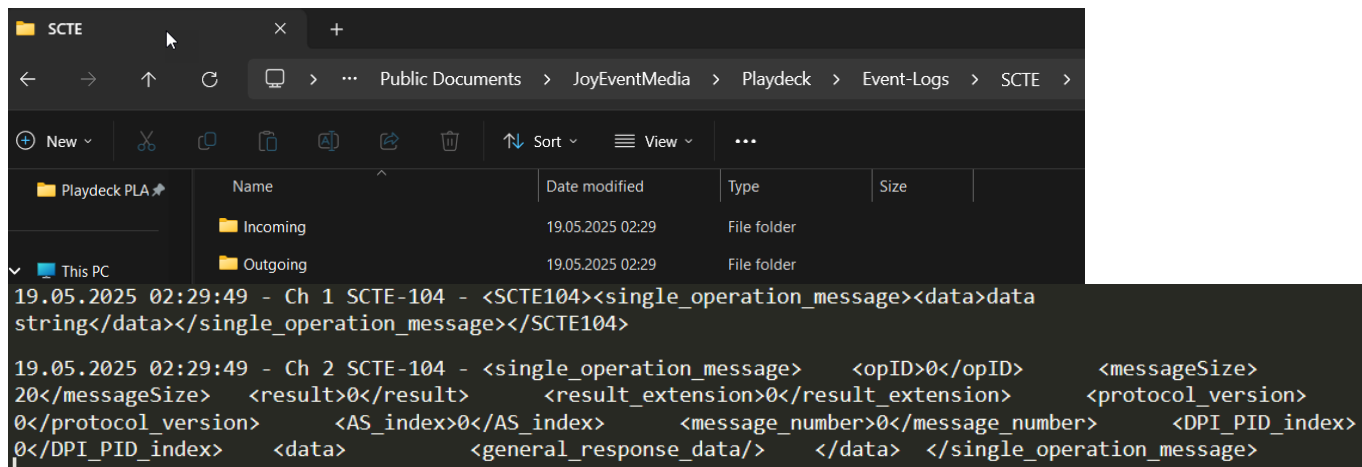 SCTE
Public Documents > JoyEventMedia > Playdeck > Event-Logs > SCTE >
New Sort View
Playdeck PLA
Name Date modified Type Size
Incoming 19.05.2025 02:29 File folder
This PC
Outgoing 19.05.2025 02:29 File folder
19.05.2025 02:29:49 - Ch 1 SCTE-104 - <SCTE104><single_operation_message><data>data
string</data></single_operation_message></SCTE104>
19.05.2025 02:29:49 - Ch 2 SCTE-104 - <single_operation_message> <opID>0</opID> <messageSize>
20</messageSize> <result>0</result> <result_extension>0</result_extension> <protocol_version>
0</protocol_version> <AS_index>0</AS_index> <message_number>0</message_number> <DPI_PID_index>
0</DPI_PID_index> <data> <general_response_data/> </data> </single_operation_message>